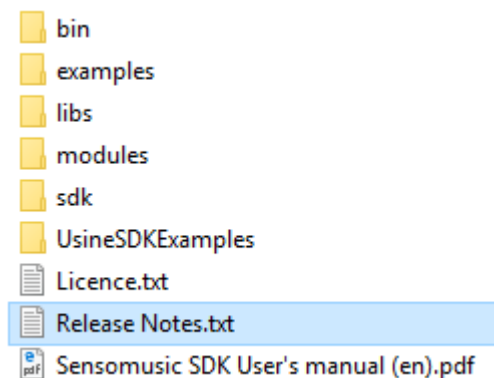 bin
examples
libs
modules
sdk
UsineSDKExamples
Licence.txt
Release Notes.txt
Sensomusic SDK User's manual (en).pdf